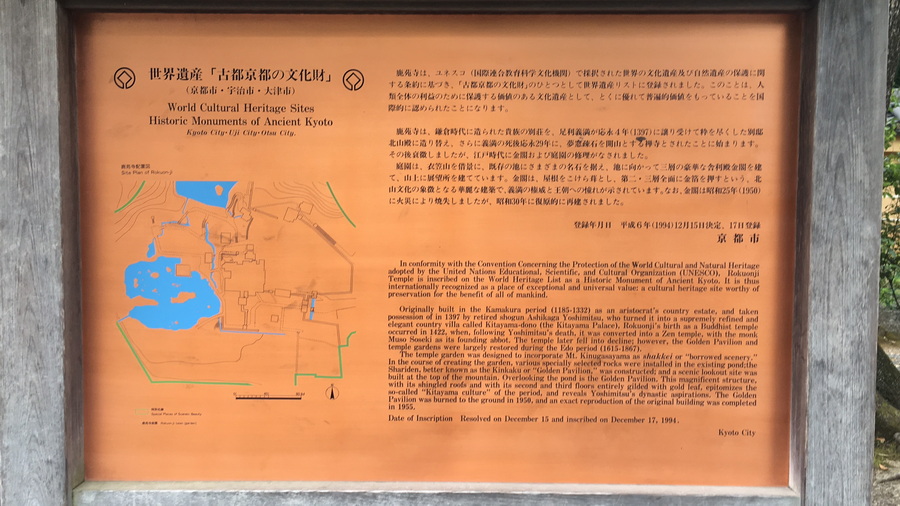 世界遺産「古都京都の文化財」
（京都市・宇治市・大津市）
World Cultural Heritage Sites
Historic Monuments of Ancient Kyoto
Kyoto City·Uji City·Otsu City.
鹿苑寺配置図
Site Plan of Rokuonji
鹿苑寺は、ユネスコ（国際連合教育科学文化機関）で採択された世界の文化遺産及び自然遺産の保護に関
する条約に基づき、「古都京都の文化財」のひとつとして世界遺産リストに登録されました。このことは、人
類全体の利益のために保護する価値のある文化遺産として、とくに優れて普遍的価値をもっていることを国
際的に認められたことになります。
鹿苑寺は、鎌倉時代に造られた貴族の別荘を、足利義満が応永４年(1397)に譲り受けて粋を尽くした別邸
北山殿に造り替え、さらに義満の死後応永29年に、夢窓疎石を開山とする禅寺とされたことに始まります。
その後衰微しましたが、江戸時代に金閣および庭園の修理がなされました。
庭園は、衣笠山を借景に、既存の池にさまざまの名石を据え、池に向かって三層の豪華な舎利殿金閣を建
て、山上に展望所を建てています。金閣は、屋根をこけら葺とし、第二・三層全面に金箔を押すという、北
山文化の象徴となる華麗な建築で、義満の権威と王朝への憧れが示されています。なお、金閣は昭和25年(1950)
に火災により焼失しましたが、昭和30年に復原的に再建されました。
登録年月日　平成６年(1994)12月15日決定、17日登録
京都市
In conformity with the Convention Concerning the Protection of the World Cultural and Natural Heritage
adopted by the United Nations Educational, Scientific, and Cultural Organization (UNESCO), Rokuonji
Temple is inscribed on the World Heritage List as a Historic Monument of Ancient Kyoto. It is thus
internationally recognized as a place of exceptional and universal value: a cultural heritage site worthy of
preservation for the benefit of all of mankind.
Originally built in the Kamakura period (1185-1332) as an aristocrat's country estate, and taken
possession of in 1397 by retired shogun Ashikaga Yoshimitsu, who turned it into a supremely refined and
elegant country villa called Kitayama-dono (the Kitayama Palace), Rokuonji's birth as a Buddhist temple
occurred in 1422, when, following Yoshimitsu's death, it was converted into a Zen temple, with the monk
Muso Soseki as its founding abbot. The temple later fell into decline; however, the Golden Pavilion and
temple gardens were largely restored during the Edo period (1615-1867).
The temple garden was designed to incorporate Mt. Kinugasayama as shakkei or "borrowed scenery."
In the course of creating the garden, various specially selected rocks were installed in the existing pond;the
Shariden, better known as the Kinkaku or "Golden Pavilion," was constructed; and a scenic lookout site was
built at the top of the mountain. Overlooking the pond is the Golden Pavilion. This magnificent structure,
with its shingled roofs and with its second and third floors entirely gilded with gold leaf, epitomizes the
so-called "Kitayama culture" of the period, and reveals Yoshimitsu's dynastic aspirations. The Golden
Pavilion was burned to the ground in 1950, and an exact reproduction of the original building was completed
in 1955.
Date of Inscription Resolved on December 15 and inscribed on December 17, 1994.
Kyoto City